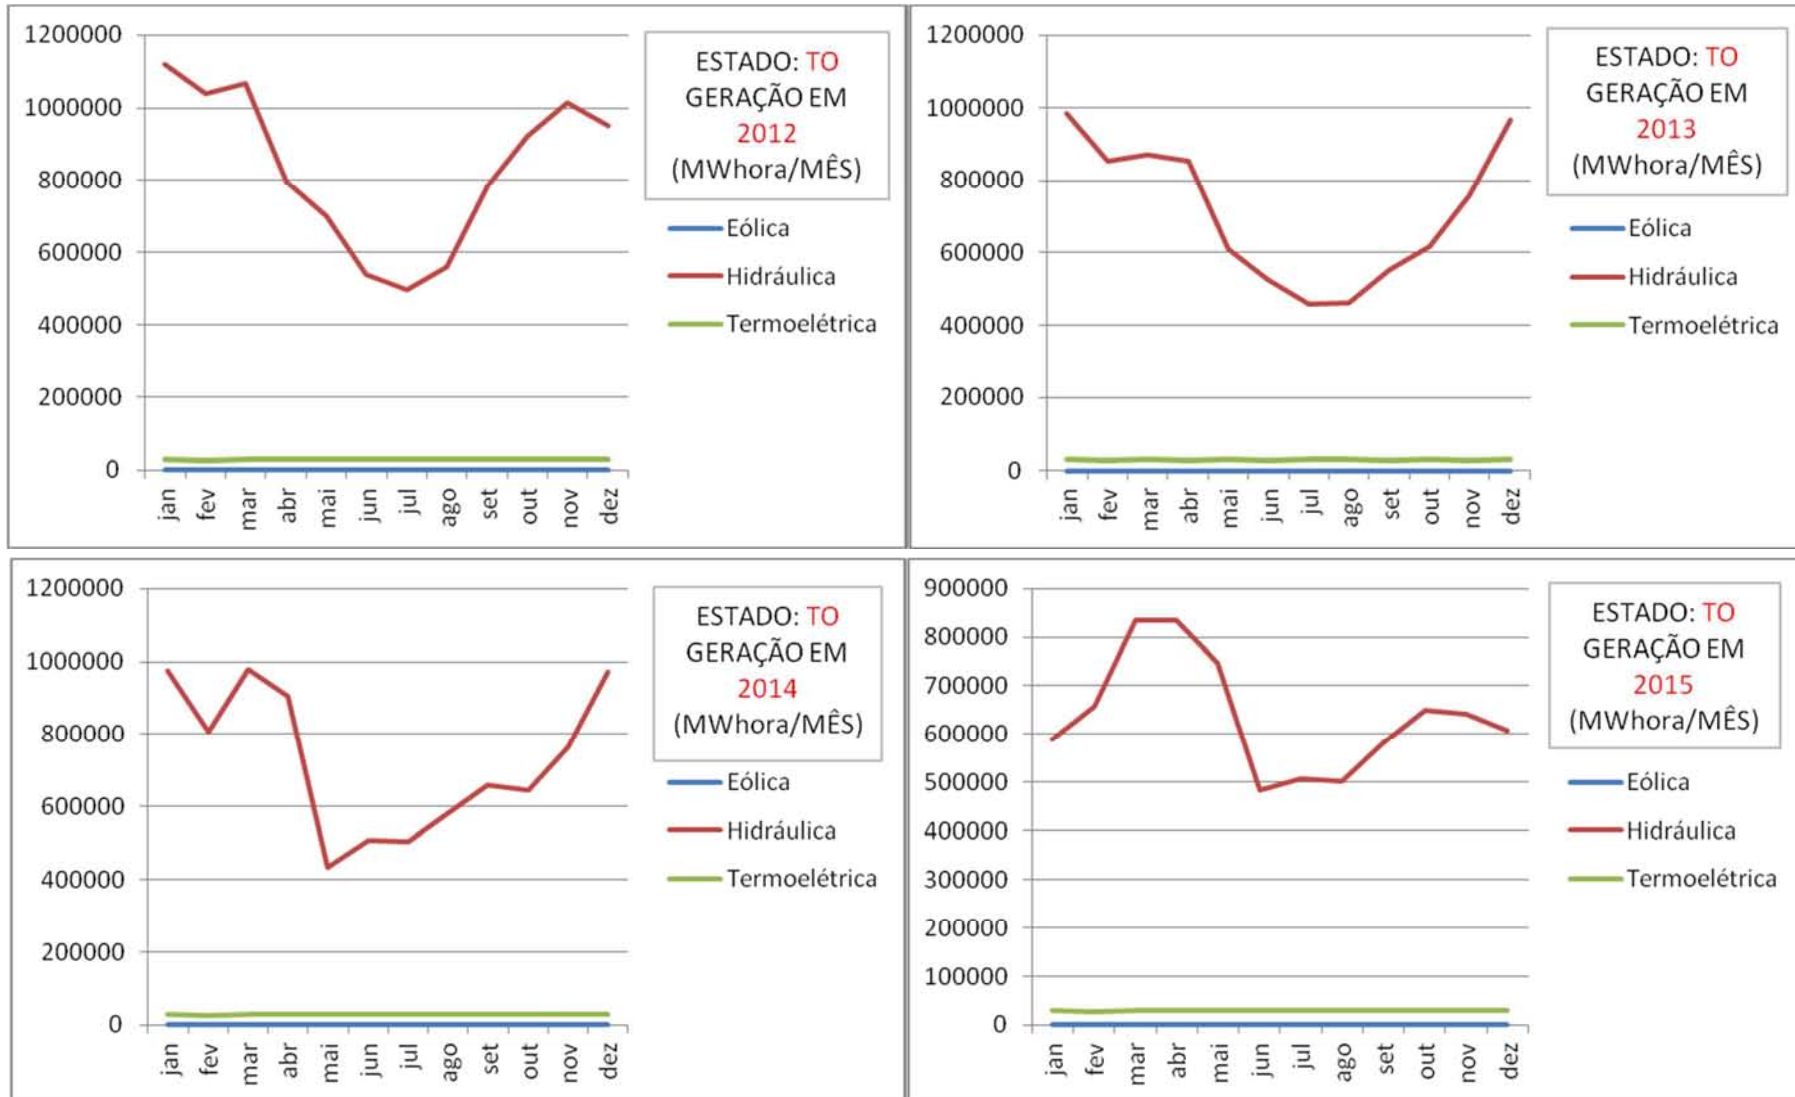 1200000
1000000
800000
600000
400000
200000
0
jan
fev
mar
abr
mai
jun
jul
ago
set
out
nov
dez
ESTADO: TO
GERAÇÃO EM
2012
(MWhora/MÊS)
Eólica
Hidráulica
Termoelétrica
1200000
1000000
800000
600000
400000
200000
0
jan
fev
mar
abr
mai
jun
jul
ago
set
out
nov
dez
ESTADO: TO
GERAÇÃO EM
2013
(MWhora/MÊS)
Eólica
Hidráulica
Termoelétrica
1200000
1000000
800000
600000
400000
200000
0
jan
fev
mar
abr
mai
jun
jul
ago
set
out
nov
dez
ESTADO: TO
GERAÇÃO EM
2014
(MWhora/MÊS)
Eólica
Hidráulica
Termoelétrica
900000
800000
700000
600000
500000
400000
300000
200000
100000
0
jan
fev
mar
abr
mai
jun
jul
ago
set
out
nov
dez
ESTADO: TO
GERAÇÃO EM
2015
(MWhora/MÊS)
Eólica
Hidráulica
Termoelétrica